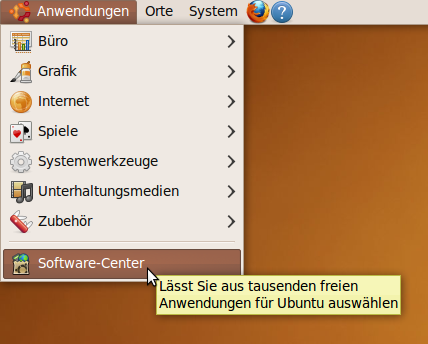 Anwendungen Orte System
Büro
Grafik
Internet
Spiele
Systemwerkzeuge
Unterhaltungsmedien
Zubehör
Software-Center
Lässt Sie aus tausenden freien
Anwendungen für Ubuntu auswählen